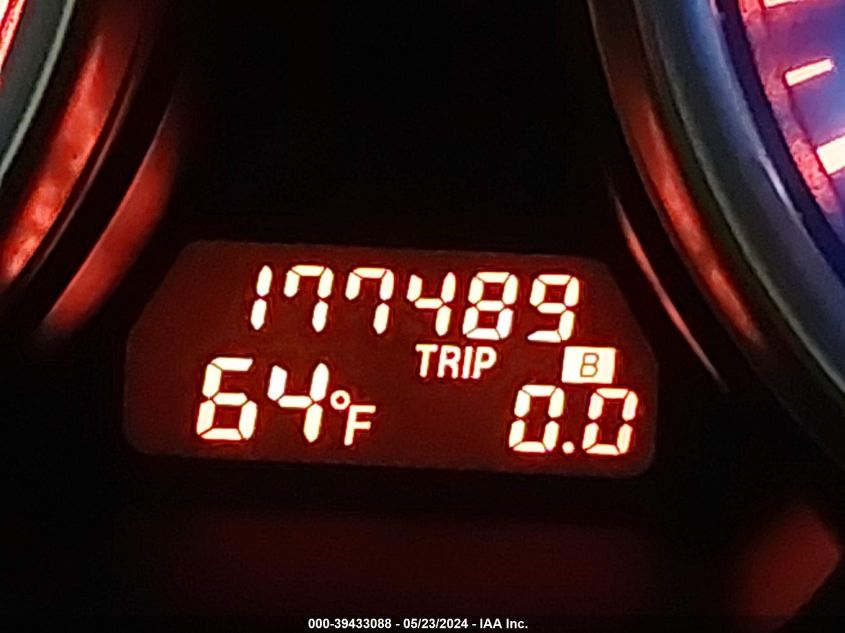 177489
TRIP B
64°F 0.0
000-39433088 - 05/23/2024 - IAA Inc.